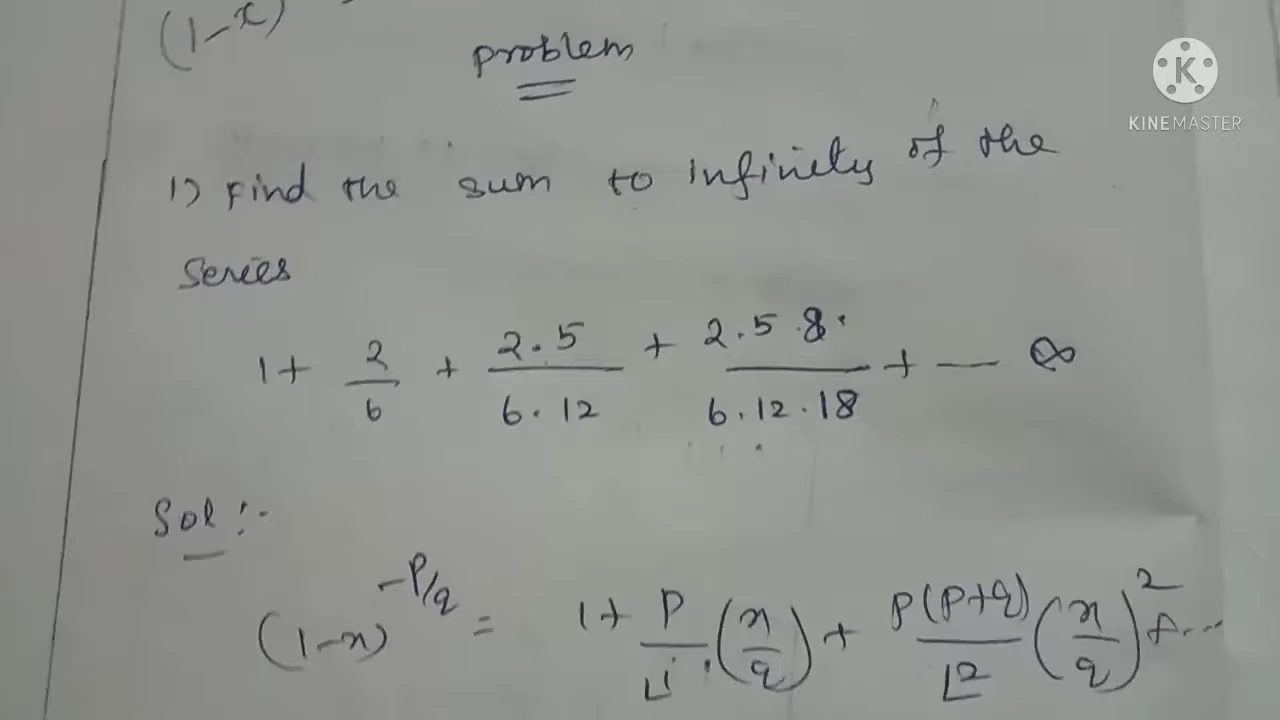 (1-x)
problem
1) Find the sum to infinity of the
series
1 + 2/6 + 2.5/6.12 + 2.5.8./6.12.18 + --- ∞
Sol:-
(1-x)^-P/q = 1 + P/∟1 . (x/q) + P(P+q)/∟2 (x/q)^2 + ...
K
KINEMASTER